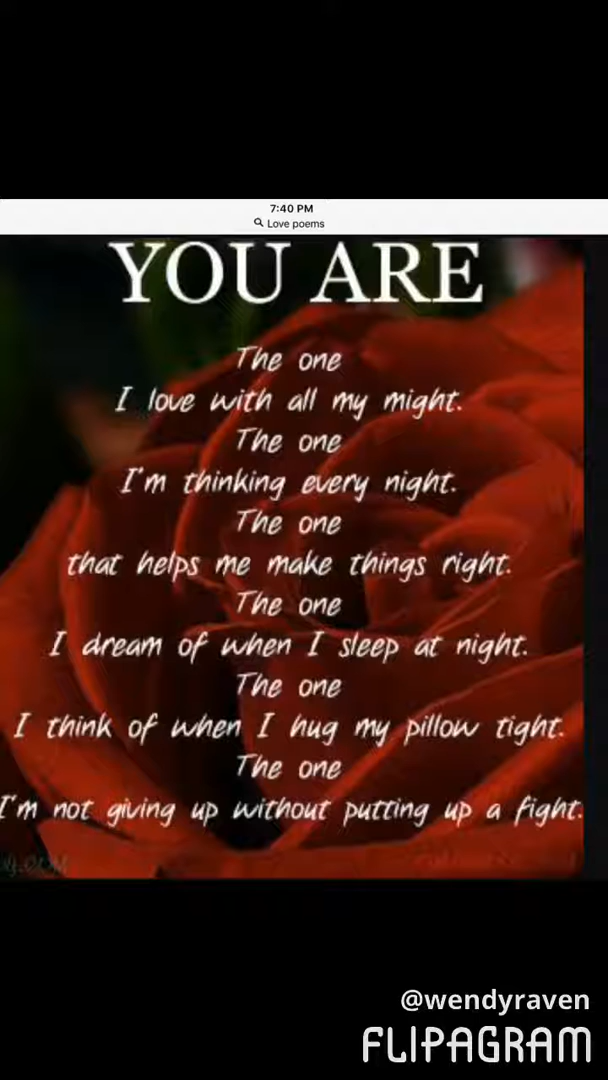 7:40 PM
Love poems
YOU ARE
The one
I love with all my might.
The one
I'm thinking every night.
The one
that helps me make things right.
The one
I dream of when I sleep at night.
The one
I think of when I hug my pillow tight.
The one
I'm not giving up without putting up a fight.
@wendyraven
FLIPAGRAM